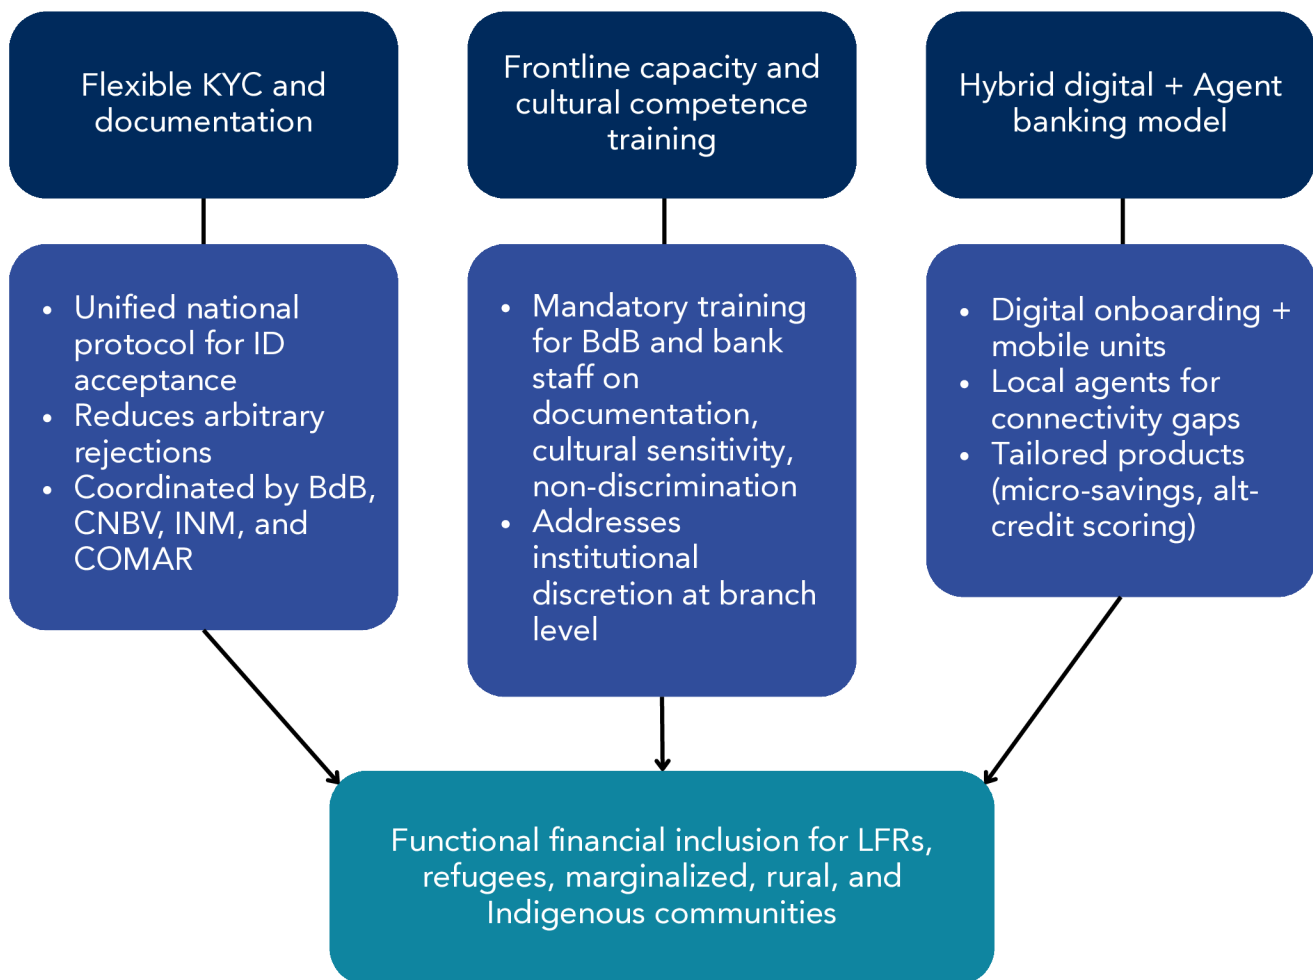 Flexible KYC and
documentation
Frontline capacity and
cultural competence
training
Hybrid digital + Agent
banking model
• Unified national
protocol for ID
acceptance
• Reduces arbitrary
rejections
• Coordinated by BdB,
CNBV, INM, and
COMAR
• Mandatory training
for BdB and bank
staff on
documentation,
cultural sensitivity,
non-discrimination
• Addresses
institutional
discretion at branch
level
• Digital onboarding +
mobile units
• Local agents for
connectivity gaps
• Tailored products
(micro-savings, alt-
credit scoring)
Functional financial inclusion for LFRs,
refugees, marginalized, rural, and
Indigenous communities